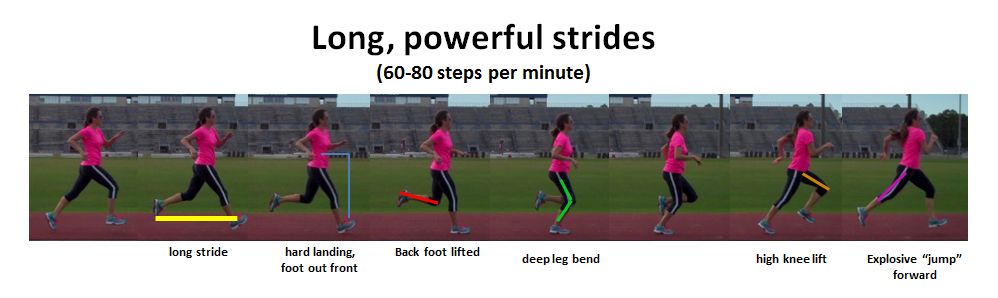 Long, powerful strides
(60-80 steps per minute)
long stride
hard landing,
foot out front
Back foot lifted
deep leg bend
high knee lift
Explosive “jump”
forward